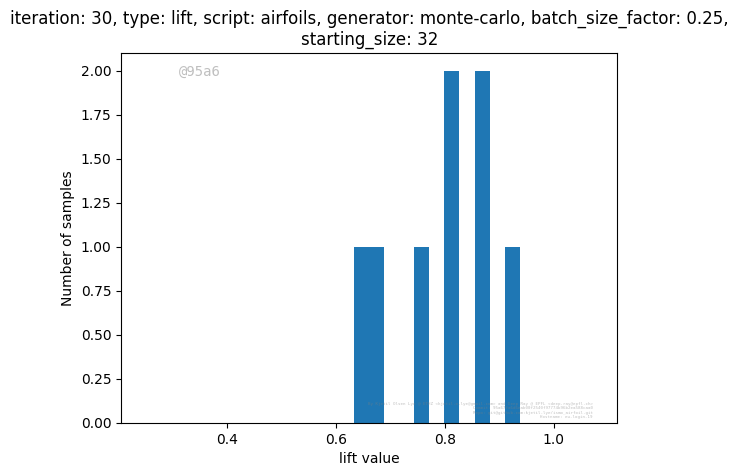 iteration: 30, type: lift, script: airfoils, generator: monte-carlo, batch_size_factor: 0.25,
starting_size: 32
@95a6
2.00
1.75
1.50
1.25
1.00
0.75
0.50
0.25
0.00
Number of samples
0.4
0.6
0.8
1.0
lift value